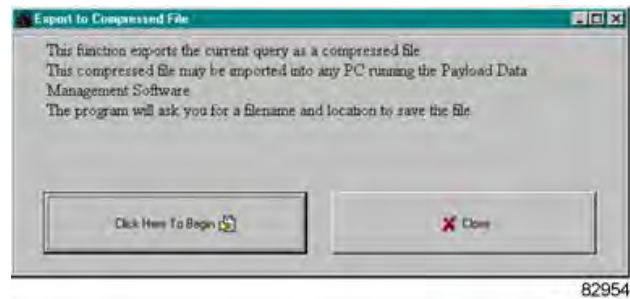 Export to Compressed File
This function exports the current query as a compressed file
This compressed file may be imported into any PC running the Payload Data
Management Software
The program will ask you for a filename and location to save the file
Click Here To Begin
Close
82954